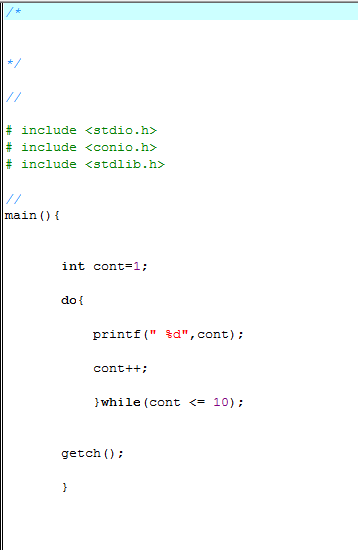 /*
*/
//
# include <stdio.h>
# include <conio.h>
# include <stdlib.h>
//
main(){
int cont=1;
do{
printf(" %d",cont);
cont++;
}while(cont <= 10);
getch();
}